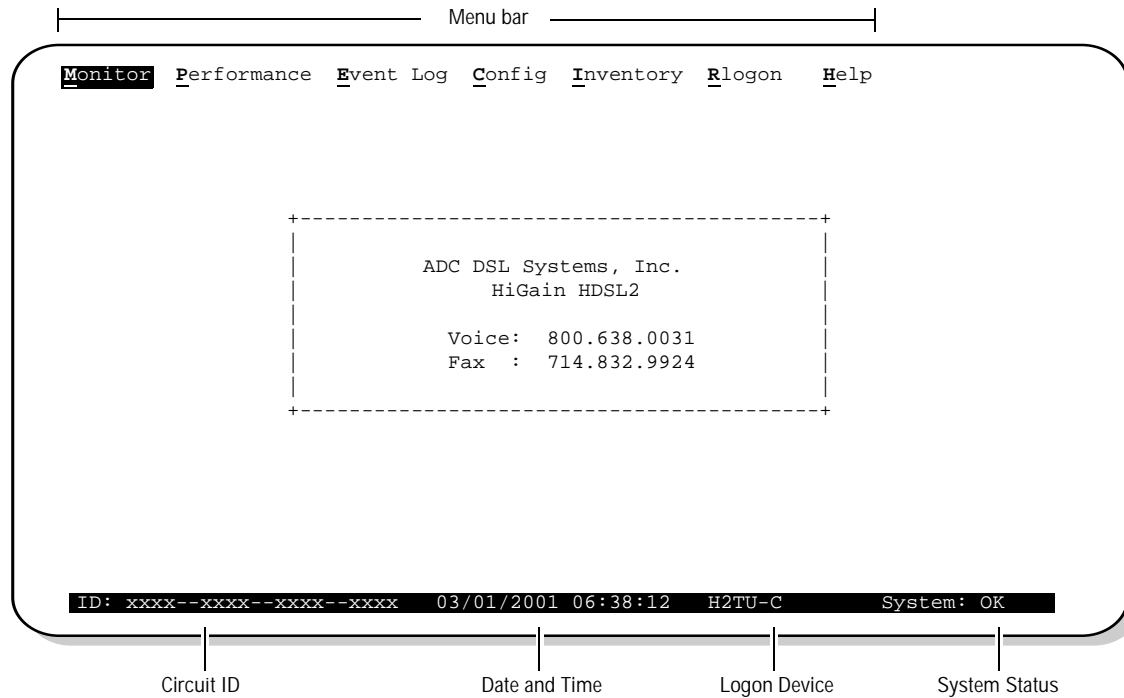 Menu bar
Monitor Performance Event Log Config Inventory Rlogon Help
ADC DSL Systems, Inc.
HiGain HDSL2
Voice: 800.638.0031
Fax : 714.832.9924
ID: xxxx--xxxx--xxxx--xxxx 03/01/2001 06:38:12 H2TU-C System: OK
Circuit ID Date and Time Logon Device System Status